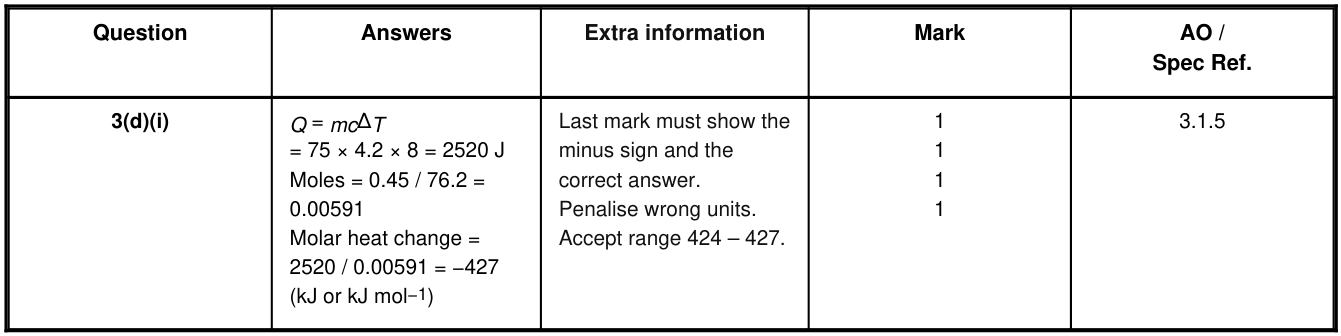 Question Answers Extra information Mark AO /
Spec Ref.
3(d)(i)
Q = mcΔT
= 75 × 4.2 × 8 = 2520 J
Moles = 0.45 / 76.2 =
0.00591
Molar heat change =
2520 / 0.00591 = −427
(kJ or kJ mol−1)
Last mark must show the
minus sign and the
correct answer.
Penalise wrong units.
Accept range 424 – 427.
1
1
1
1
3.1.5